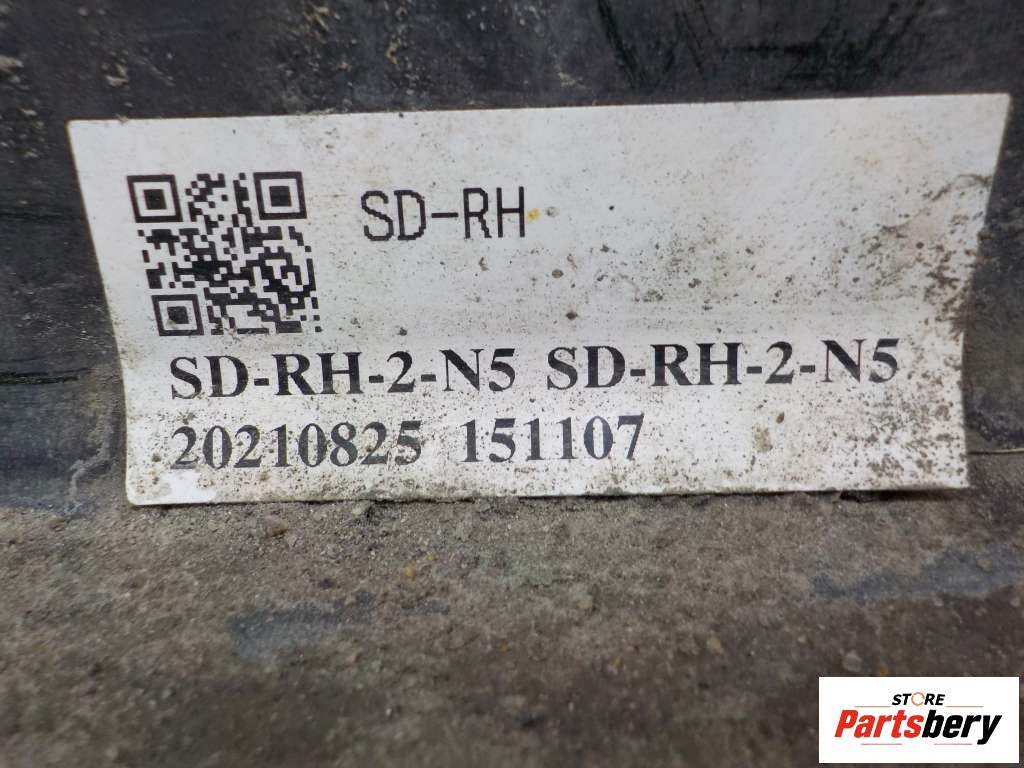 SD-RH
SD-RH-2-N5 SD-RH-2-N5
20210825 151107
STORE
Partsbery